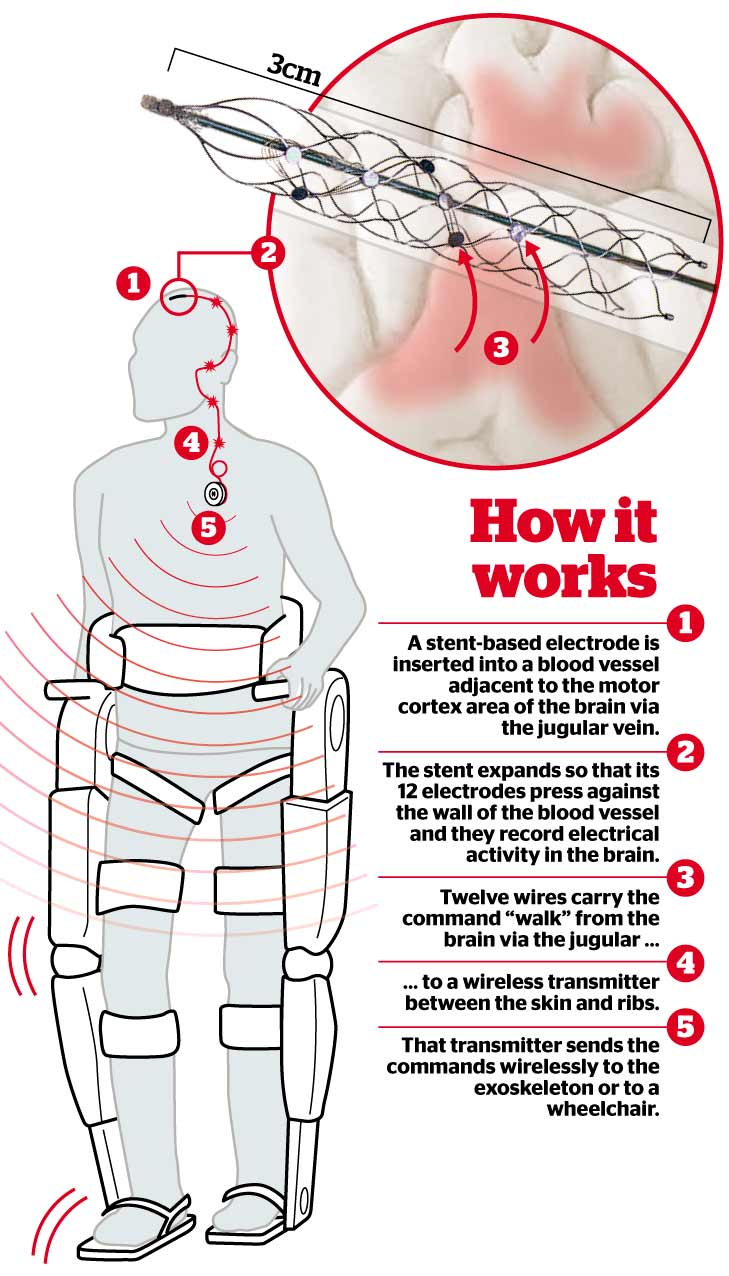 3cm
1
2
3
4
5
How it
works
1
A stent-based electrode is
inserted into a blood vessel
adjacent to the motor
cortex area of the brain via
the jugular vein.
2
The stent expands so that its
12 electrodes press against
the wall of the blood vessel
and they record electrical
activity in the brain.
3
Twelve wires carry the
command “walk” from the
brain via the jugular ...
4
... to a wireless transmitter
between the skin and ribs.
5
That transmitter sends the
commands wirelessly to the
exoskeleton or to a
wheelchair.